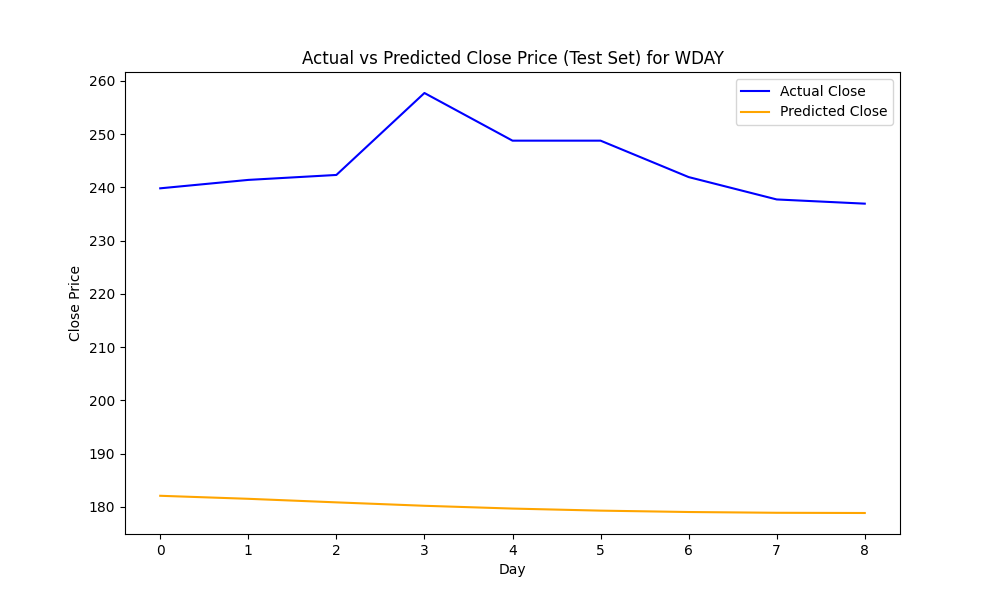 Actual vs Predicted Close Price (Test Set) for WDAY
260
250
240
230
220
210
200
190
180
Close Price
Actual Close
Predicted Close
0 1 2 3 4 5 6 7 8
Day